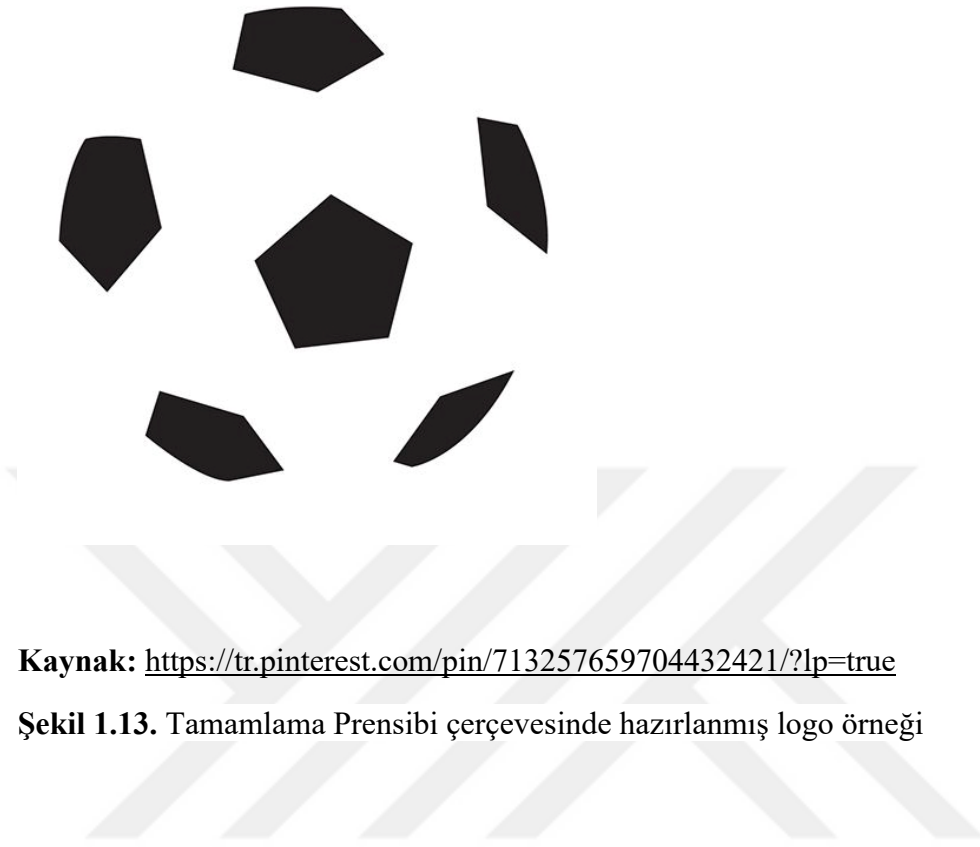 Kaynak: https://tr.pinterest.com/pin/713257659704432421/?lp=true
Şekil 1.13. Tamamlama Prensibi çerçevesinde hazırlanmış logo örneği